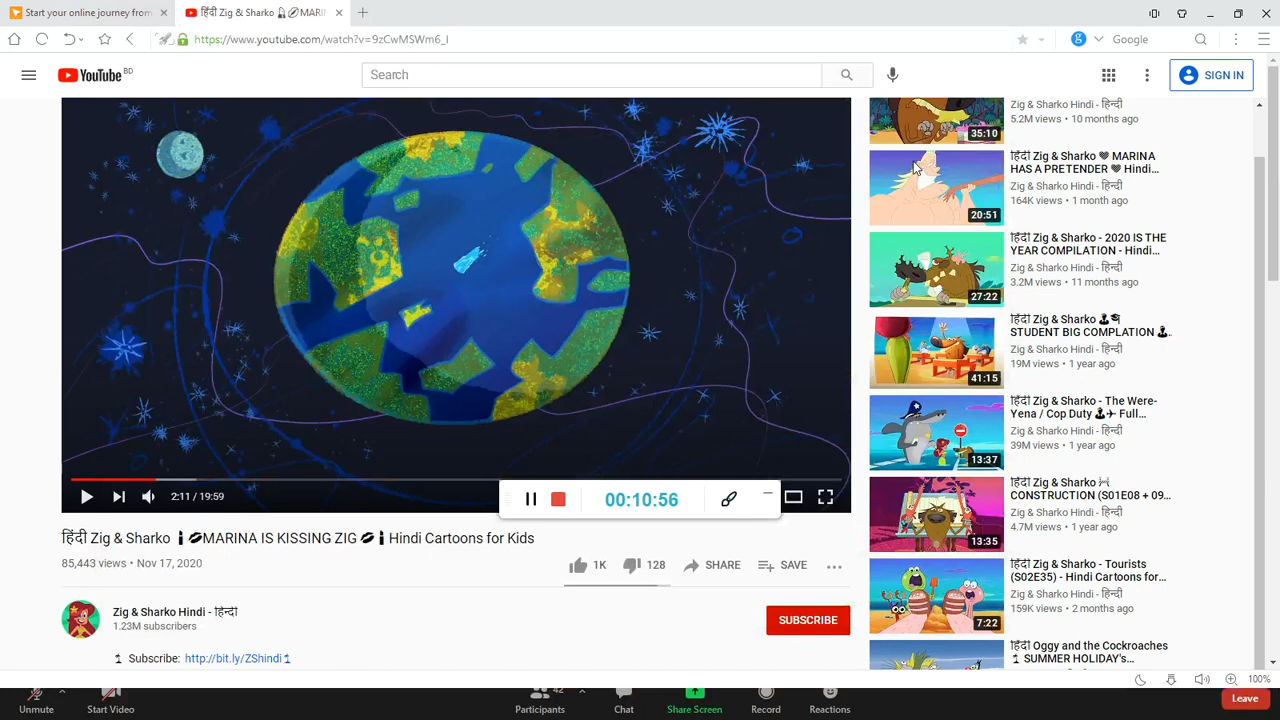 Start your online journey from
हिंदी Zig & Sharko
https://www.youtube.com/watch?v=9zCwMSWm6_I
Google
YouTube BD
Search
SIGN IN
Zig & Sharko Hindi - हिन्दी
5.2M views • 10 months ago
35:10
हिंदी Zig & Sharko 💜 MARINA
HAS A PRETENDER 💜 Hindi...
Zig & Sharko Hindi - हिन्दी
164K views • 1 month ago
20:51
हिंदी Zig & Sharko - 2020 IS THE
YEAR COMPILATION - Hindi...
Zig & Sharko Hindi - हिन्दी
3.2M views • 11 months ago
27:22
हिंदी Zig & Sharko
STUDENT BIG COMPLATION
Zig & Sharko Hindi - हिन्दी
19M views • 1 year ago
41:15
हिंदी Zig & Sharko - The Were-
Yena / Cop Duty ✈ Full...
Zig & Sharko Hindi - हिन्दी
39M views • 1 year ago
13:37
हिंदी Zig & Sharko
CONSTRUCTION (S01E08 + 09...
Zig & Sharko Hindi - हिन्दी
4.7M views • 1 year ago
13:35
हिंदी Zig & Sharko - Tourists
(S02E35) - Hindi Cartoons for...
Zig & Sharko Hindi - हिन्दी
159K views • 2 months ago
7:22
हिंदी Oggy and the Cockroaches
SUMMER HOLIDAY's...
2:11 / 19:59
00:10:56
हिंदी Zig & Sharko 💋MARINA IS KISSING ZIG 💋 Hindi Cartoons for Kids
85,443 views • Nov 17, 2020
1K 128 SHARE SAVE
Zig & Sharko Hindi - हिन्दी
1.23M subscribers
SUBSCRIBE
Subscribe: http://bit.ly/ZShindi
100%
Unmute Start Video Participants 42 Chat Share Screen Record Reactions Leave